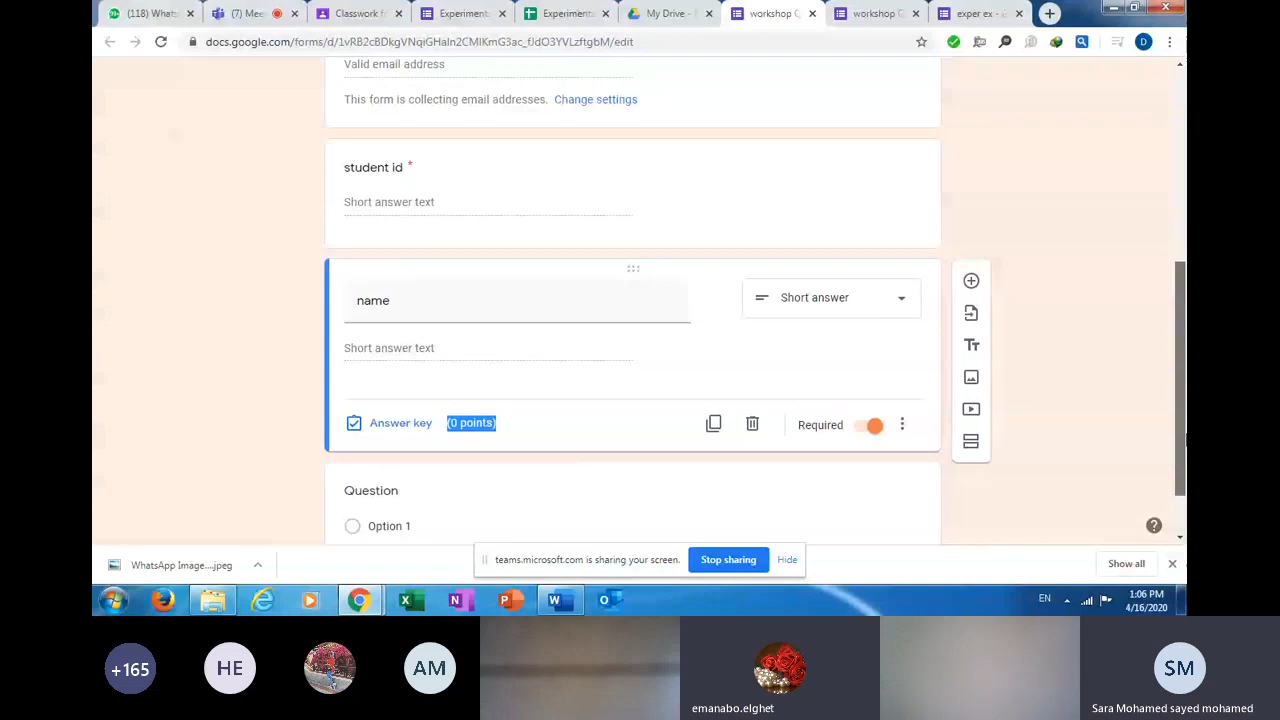 (118) Whats
(7) Mee
Classwork
Experime
Experimenta
My Drive -
workshop Q
workshop
exper ex - e
docs.google.com/forms/d/
/edit
D
Valid email address
This form is collecting email addresses. Change settings
student id *
Short answer text
name
Short answer
Short answer text
Answer key (0 points)
Required
Question
Option 1
teams.microsoft.com is sharing your screen. Stop sharing Hide
WhatsApp Image....jpeg
Show all
EN
1:06 PM
4/16/2020
+165
HE
AM
SM
emanabo.elghet
Sara Mohamed sayed mohamed